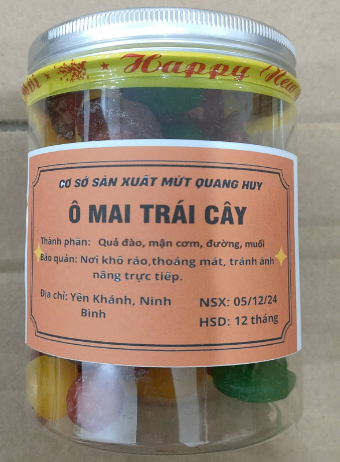 Happy New
CƠ SỞ SẢN XUẤT MỨT QUANG HUY
Ô MAI TRÁI CÂY
Thành phần: Quả đào, mận cơm, đường, muối
Bảo quản: Nơi khô ráo,thoáng mát, tránh ánh
nắng trực tiếp.
Địa chỉ: Yên Khánh, Ninh
Bình
NSX: 05/12/24
HSD: 12 tháng